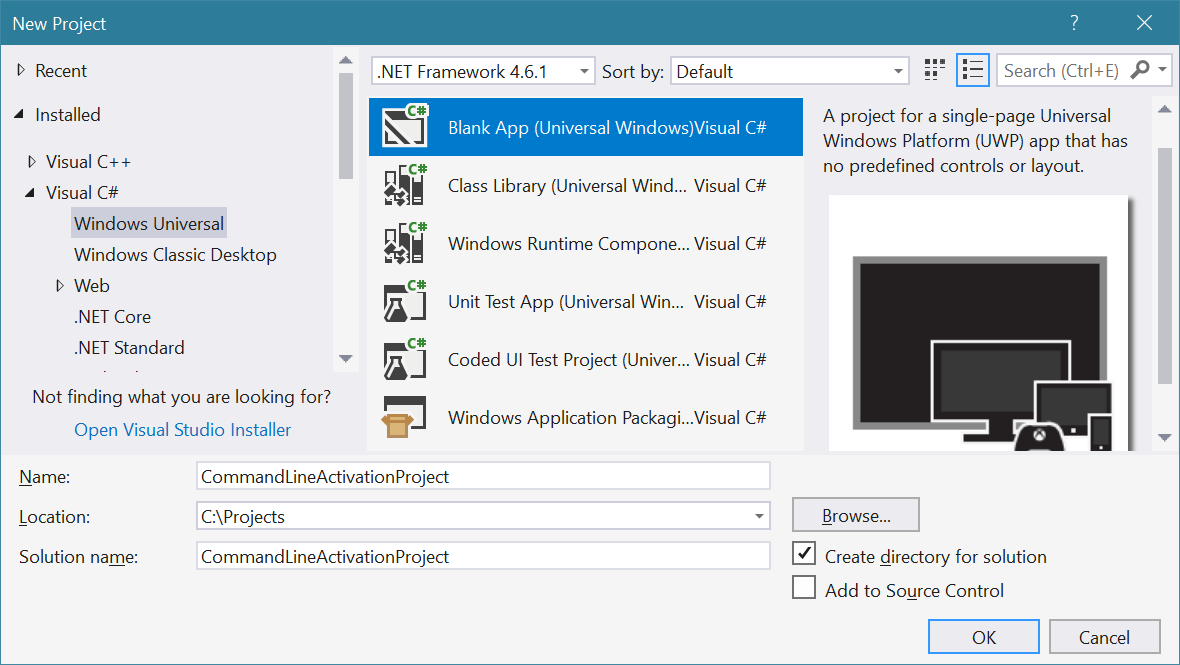 New Project
?
Recent
Installed
Visual C++
Visual C#
Windows Universal
Windows Classic Desktop
Web
.NET Core
.NET Standard
Not finding what you are looking for?
Open Visual Studio Installer
.NET Framework 4.6.1
Sort by:
Default
Search (Ctrl+E)
C#
Blank App (Universal Windows)Visual C#
C#
Class Library (Universal Wind... Visual C#
C#
Windows Runtime Compone... Visual C#
C#
Unit Test App (Universal Win... Visual C#
C#
Coded UI Test Project (Univer... Visual C#
Windows Application Packagi...Visual C#
A project for a single-page Universal
Windows Platform (UWP) app that has
no predefined controls or layout.
Name:
CommandLineActivationProject
Location:
C:\Projects
Browse...
Solution name:
CommandLineActivationProject
Create directory for solution
Add to Source Control
OK
Cancel